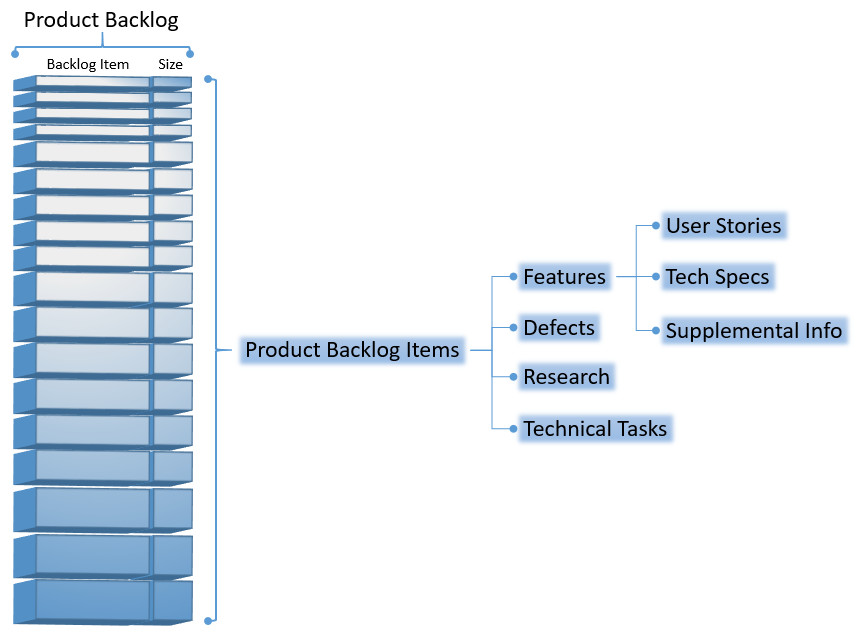 Product Backlog
Backlog Item Size
User Stories
Features Tech Specs
Defects Supplemental Info
Product Backlog Items
Research
Technical Tasks